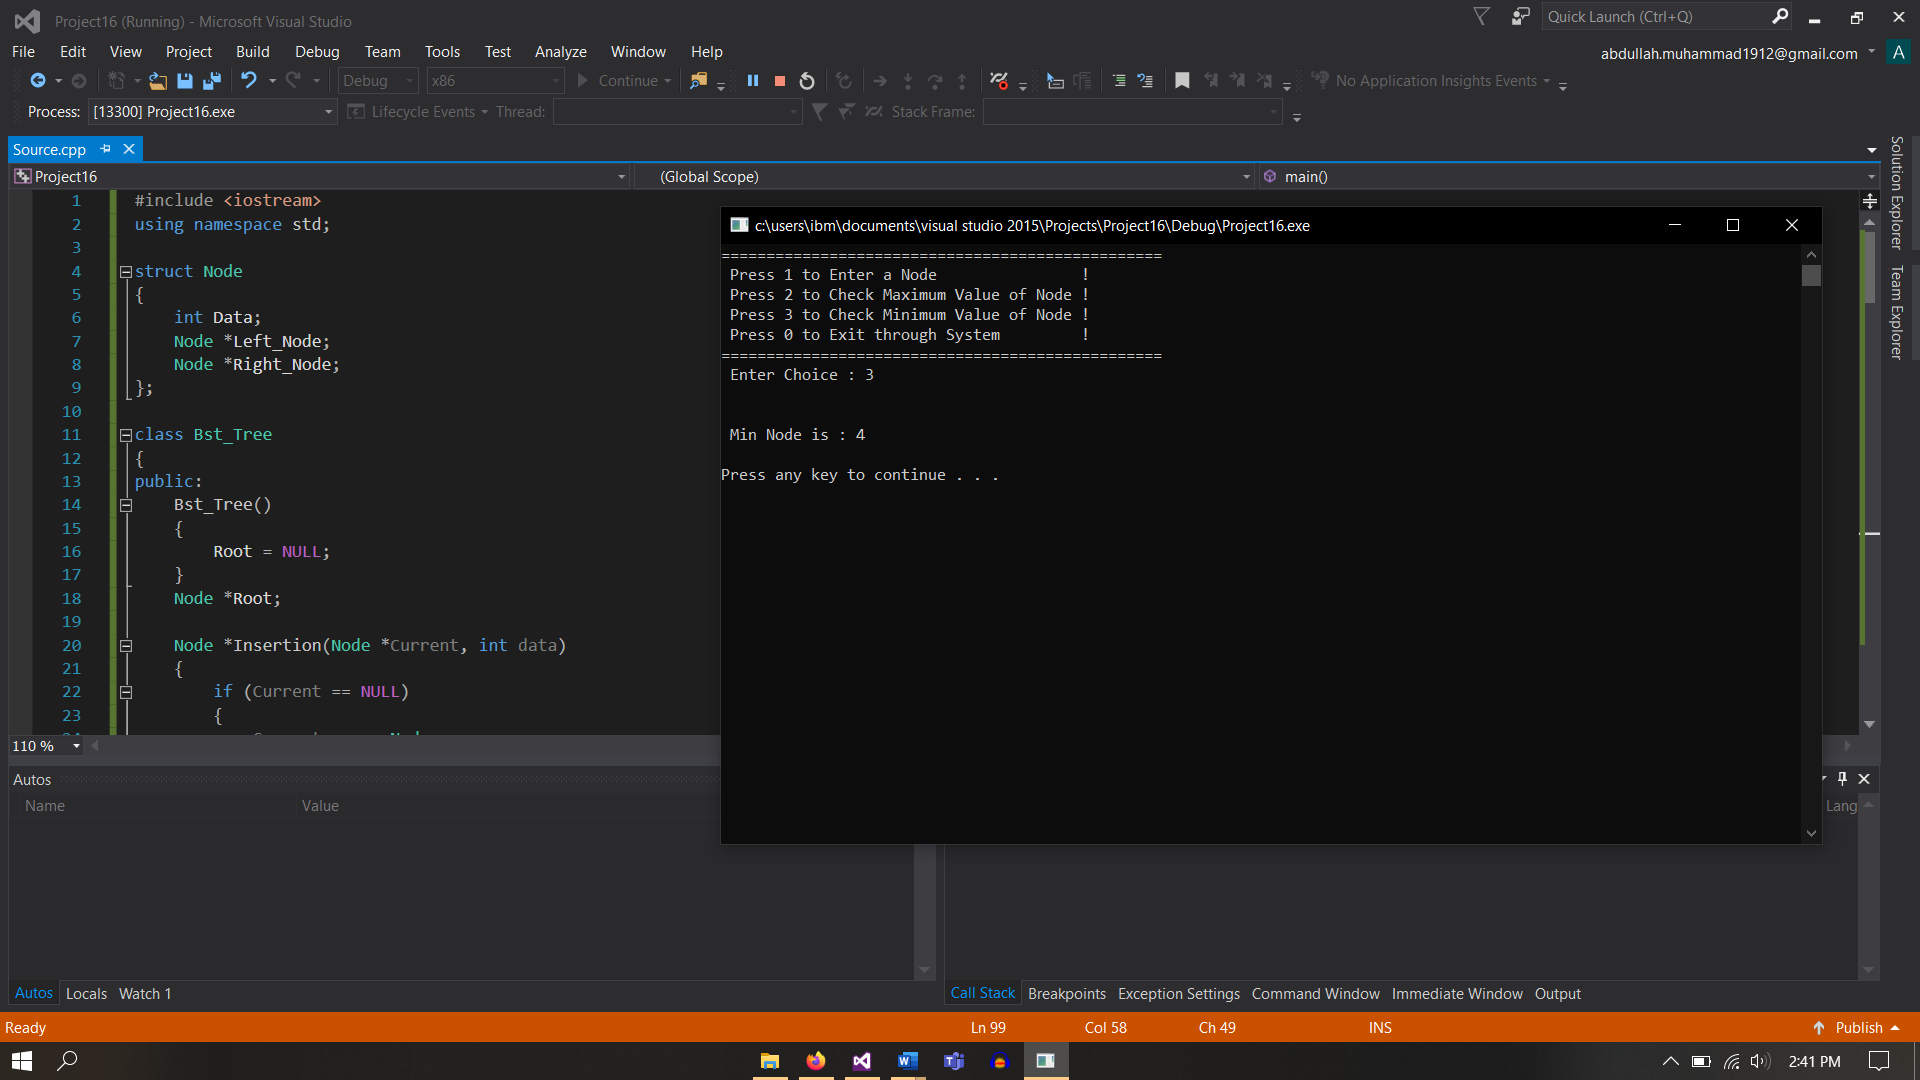 Project16 (Running) - Microsoft Visual Studio
Quick Launch (Ctrl+Q)
File Edit View Project Build Debug Team Tools Test Analyze Window Help
abdullah.muhammad1912@gmail.com A
Debug x86 Continue No Application Insights Events
Process: [13300] Project16.exe Lifecycle Events Thread: Stack Frame:
Source.cpp
Project16 (Global Scope) main()
Solution Explorer
Team Explorer
1 #include <iostream>
2 using namespace std;
3
4 struct Node
5 {
6 int Data;
7 Node *Left_Node;
8 Node *Right_Node;
9 };
10
11 class Bst_Tree
12 {
13 public:
14 Bst_Tree()
15 {
16 Root = NULL;
17 }
18 Node *Root;
19
20 Node *Insertion(Node *Current, int data)
21 {
22 if (Current == NULL)
23 {
c:\users\ibm\documents\visual studio 2015\Projects\Project16\Debug\Project16.exe
=================================================
Press 1 to Enter a Node !
Press 2 to Check Maximum Value of Node !
Press 3 to Check Minimum Value of Node !
Press 0 to Exit through System !
=================================================
Enter Choice : 3
Min Node is : 4
Press any key to continue . . .
110 %
Autos
Name Value
Lang
Autos Locals Watch 1
Call Stack Breakpoints Exception Settings Command Window Immediate Window Output
Ready Ln 99 Col 58 Ch 49 INS Publish
2:41 PM